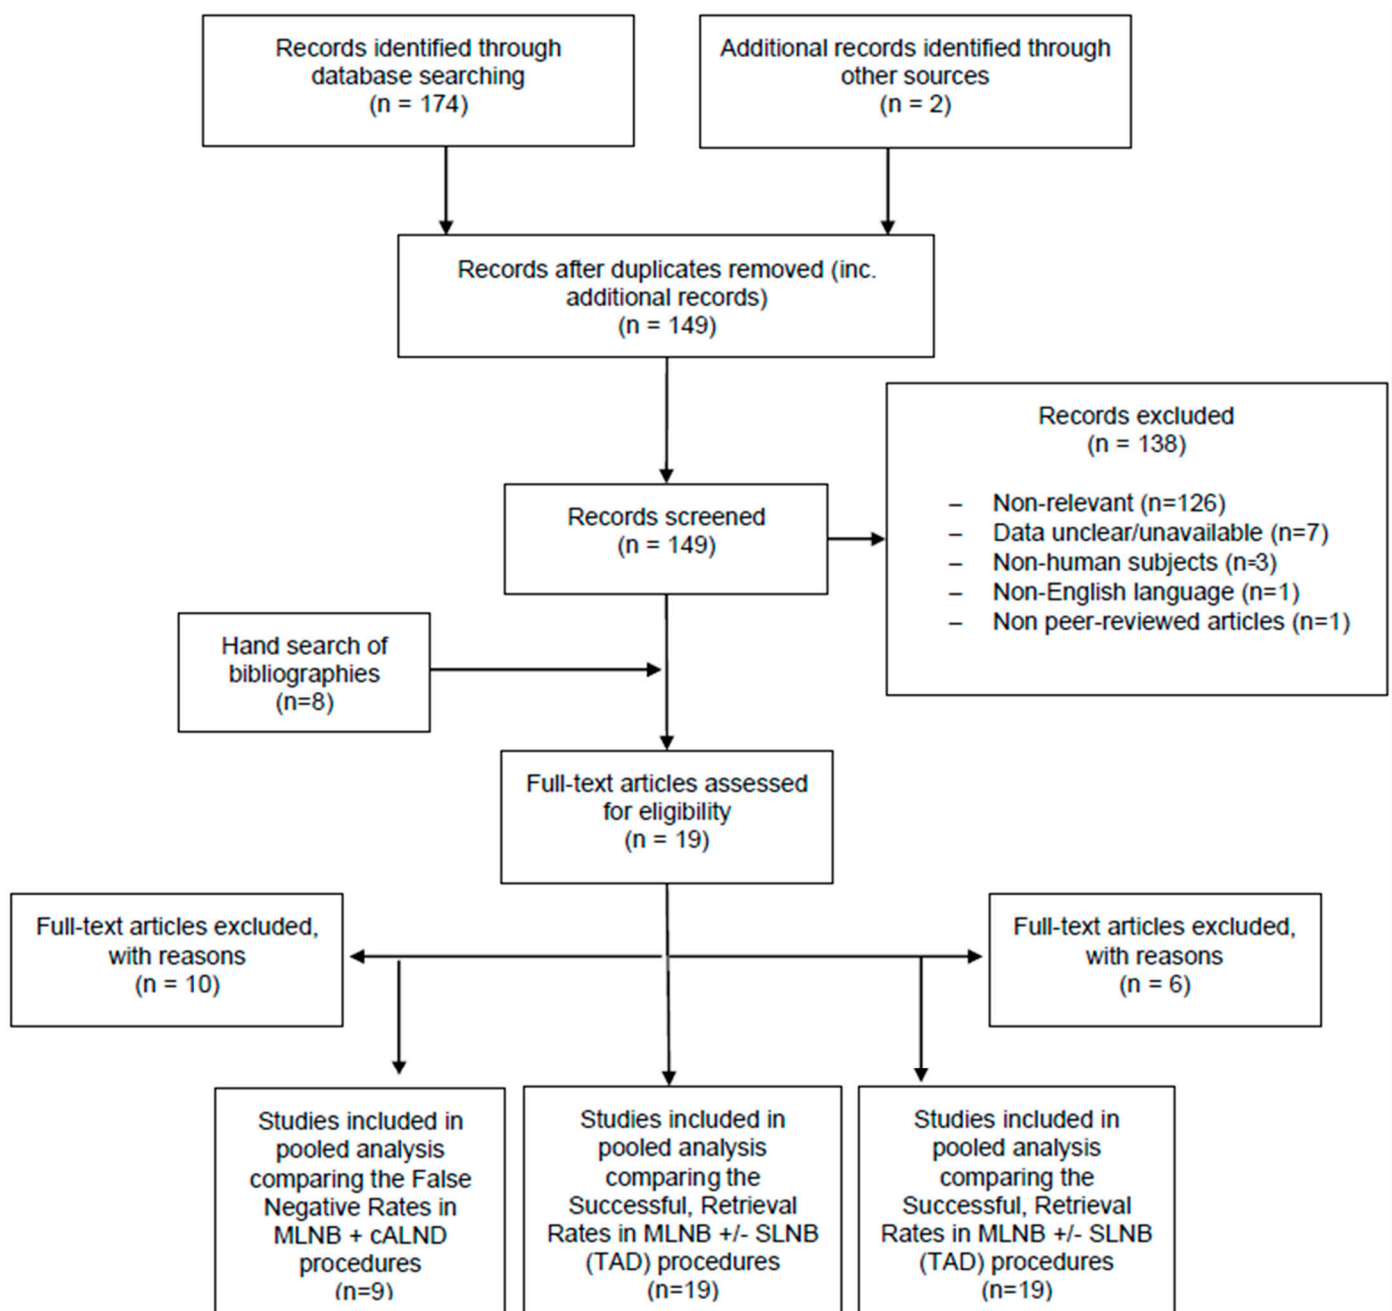 Records identified through
database searching
(n = 174)
Additional records identified through
other sources
(n = 2)
Records after duplicates removed (inc.
additional records)
(n = 149)
Records excluded
(n = 138)
– Non-relevant (n=126)
– Data unclear/unavailable (n=7)
– Non-human subjects (n=3)
– Non-English language (n=1)
– Non peer-reviewed articles (n=1)
Records screened
(n = 149)
Hand search of
bibliographies
(n=8)
Full-text articles assessed
for eligibility
(n = 19)
Full-text articles excluded,
with reasons
(n = 10)
Full-text articles excluded,
with reasons
(n = 6)
Studies included in
pooled analysis
comparing the False
Negative Rates in
MLNB + cALND
procedures
(n=9)
Studies included in
pooled analysis
comparing the
Successful, Retrieval
Rates in MLNB +/- SLNB
(TAD) procedures
(n=19)
Studies included in
pooled analysis
comparing the
Successful, Retrieval
Rates in MLNB +/- SLNB
(TAD) procedures
(n=19)